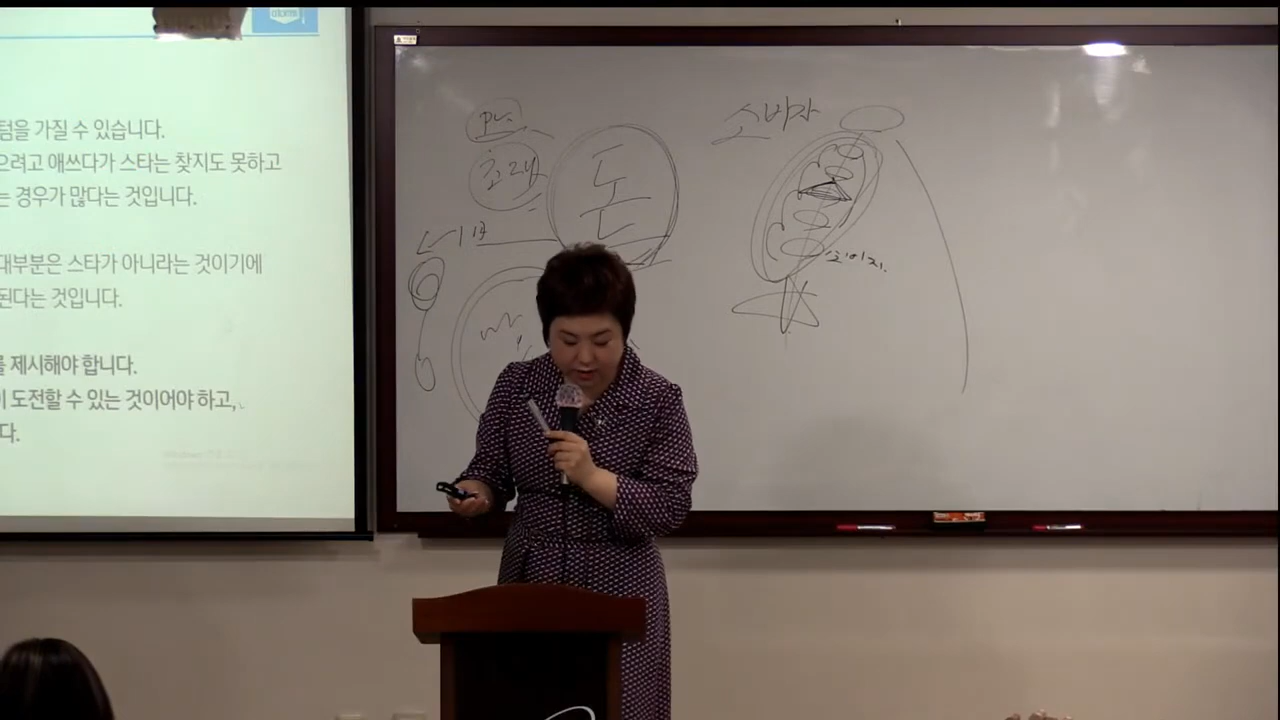 atomy
텀을 가질 수 있습니다.
으려고 애쓰다가 스타는 찾지도 못하고
는 경우가 많다는 것입니다.
대부분은 스타가 아니라는 것이기에
된다는 것입니다.
를 제시해야 합니다.
이 도전할 수 있는 것이어야 하고,
다.
초대
돈
소비자